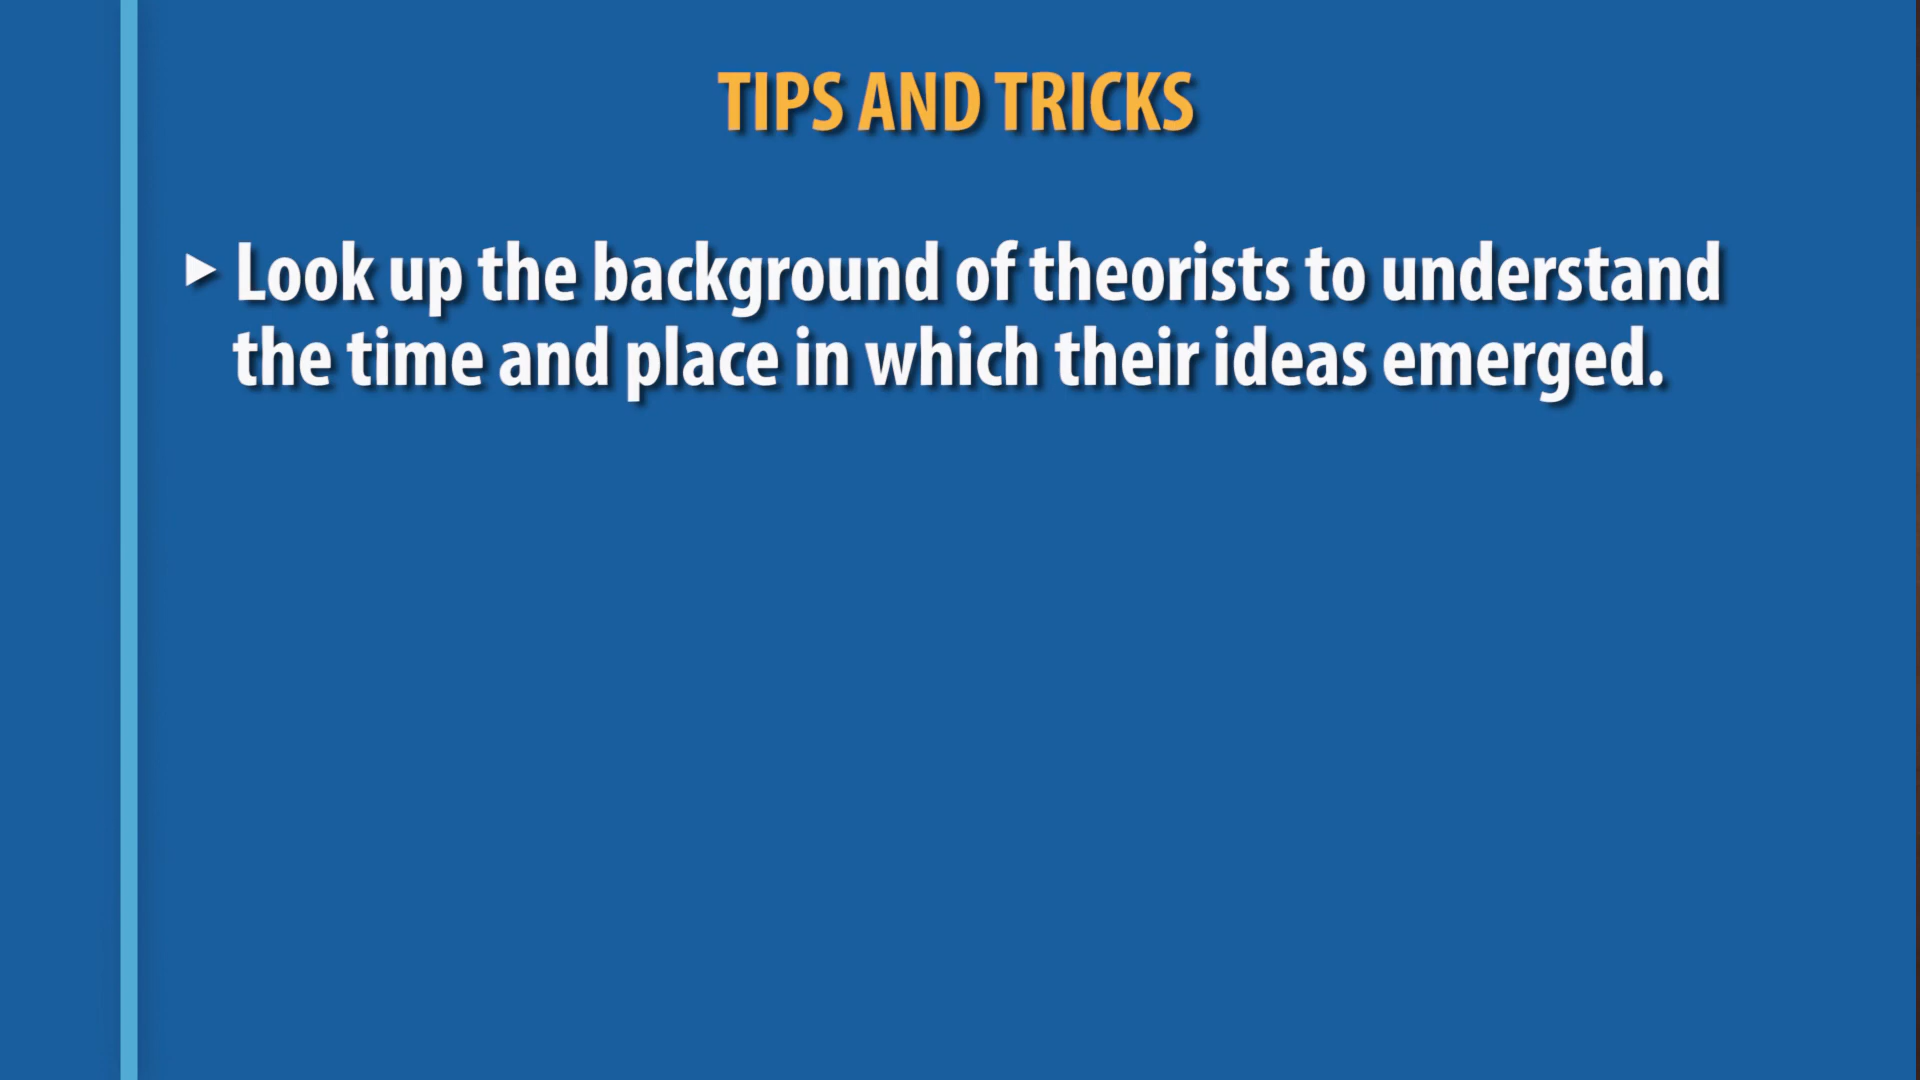 TIPS AND TRICKS
▶ Look up the background of theorists to understand
the time and place in which their ideas emerged.